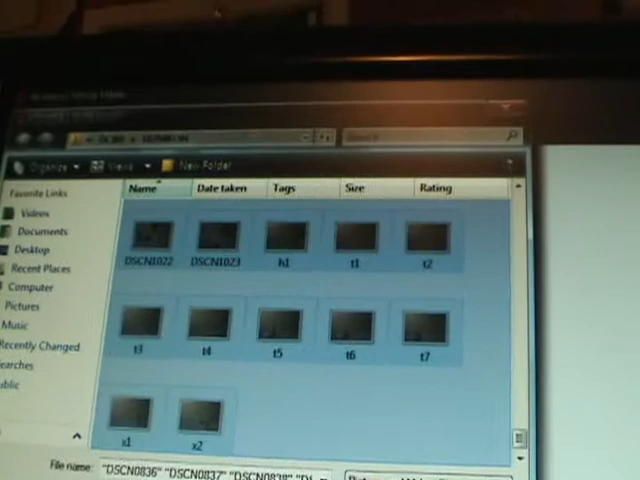 Organize Views New Folder
Favorite Links
Videos
Documents
Desktop
Recent Places
Computer
Pictures
Music
Recently Changed
earches
ublic
Name Date taken Tags Size Rating
DSCN1022 DSCN1023 h1 t1 t2
t3 t4 t5 t6 t7
x1 x2
File name: "DSCN0836" "DSCN0837" "DSCN0838"